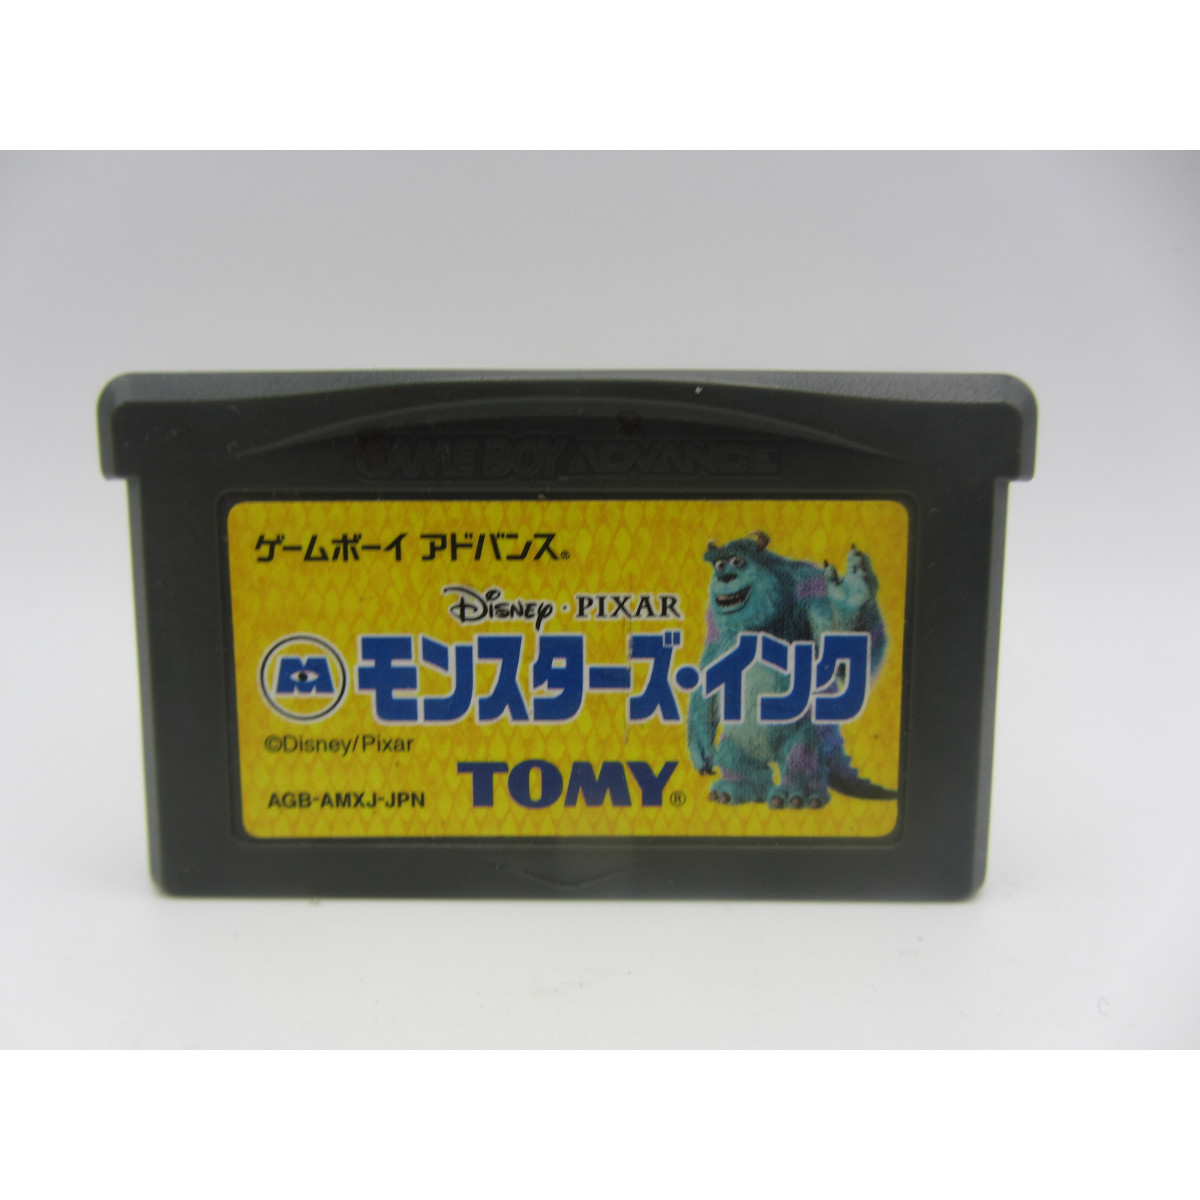 GAME BOY ADVANCE
ゲームボーイ アドバンス®
Disney・PIXAR
M モンスターズ・インク
©Disney/Pixar
TOMY®
AGB-AMXJ-JPN